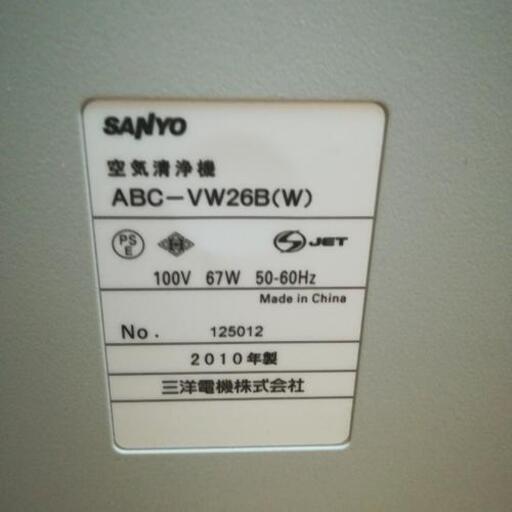 SANYO
空気清浄機
ABC-VW26B(W)
PS E JET
100V 67W 50-60Hz
Made in China
No. 125012
2010年製
三洋電機株式会社